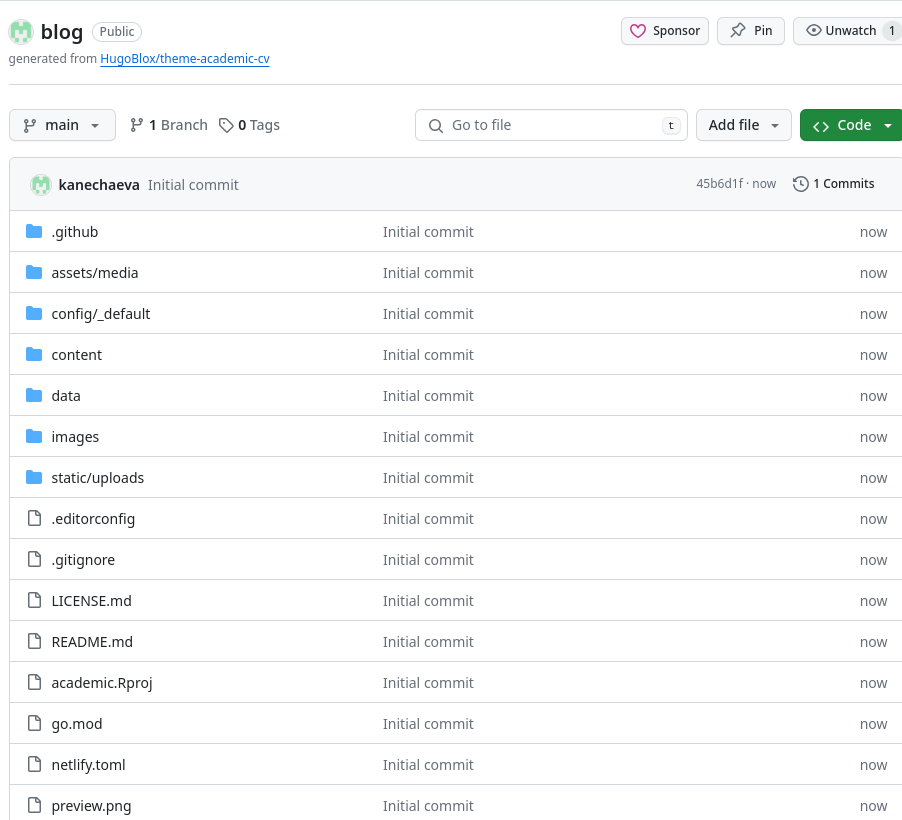 blog Public Sponsor Pin Unwatch 1
generated from HugoBlox/theme-academic-cv
main 1 Branch 0 Tags Go to file t Add file Code
kanechaeva Initial commit 45b6d1f · now 1 Commits
.github Initial commit now
assets/media Initial commit now
config/_default Initial commit now
content Initial commit now
data Initial commit now
images Initial commit now
static/uploads Initial commit now
.editorconfig Initial commit now
.gitignore Initial commit now
LICENSE.md Initial commit now
README.md Initial commit now
academic.Rproj Initial commit now
go.mod Initial commit now
netlify.toml Initial commit now
preview.png Initial commit now